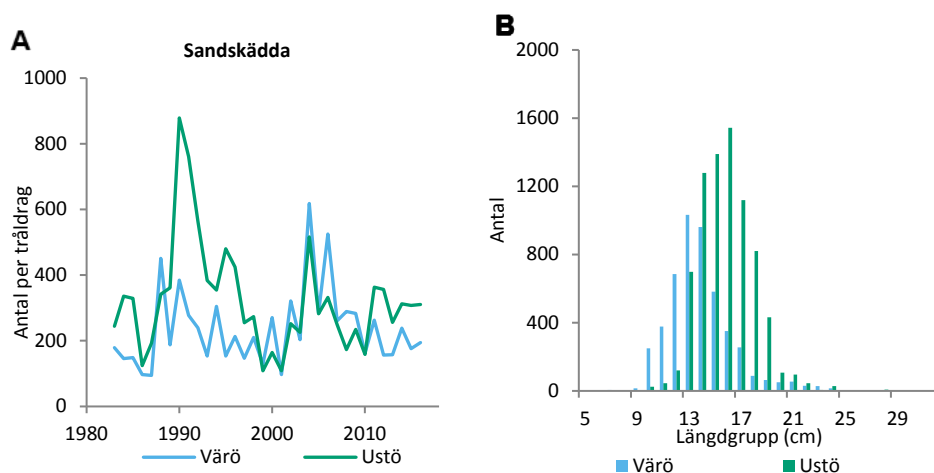 A
Sandskädda
Antal per tråldrag
1000
800
600
400
200
0
1980 1990 2000 2010
Värö Ustö
B
Antal
2000
1600
1200
800
400
0
5 9 13 17 21 25 29
Längdgrupp (cm)
Värö Ustö